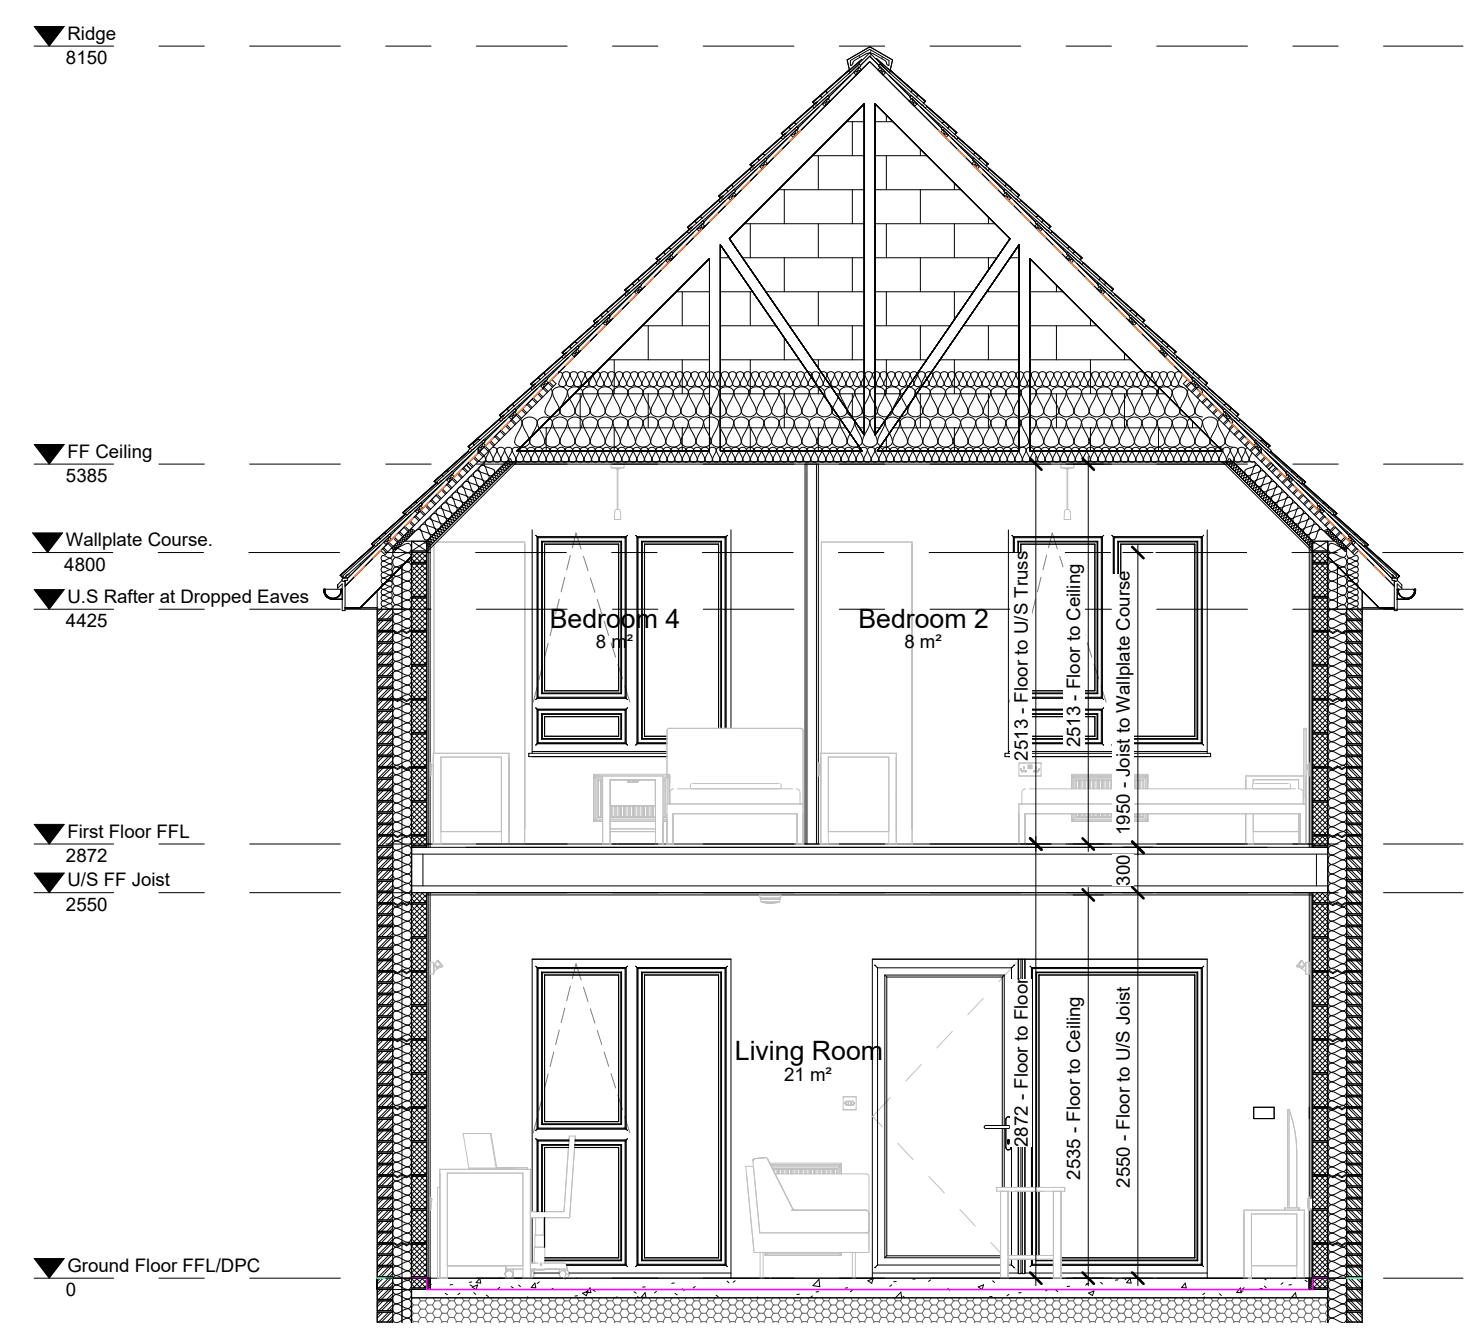 Ridge
8150
FF Ceiling
5385
Wallplate Course.
4800
U.S Rafter at Dropped Eaves
4425
Bedroom 4
8 m²
Bedroom 2
8 m²
2513 - Floor to U/S Truss
2513 - Floor to Ceiling
1950 - Joist to Wallplate Course
First Floor FFL
2872
U/S FF Joist
2550
300
Living Room
21 m²
2872 - Floor to Floor
2535 - Floor to Ceiling
2550 - Floor to U/S Joist
Ground Floor FFL/DPC
0